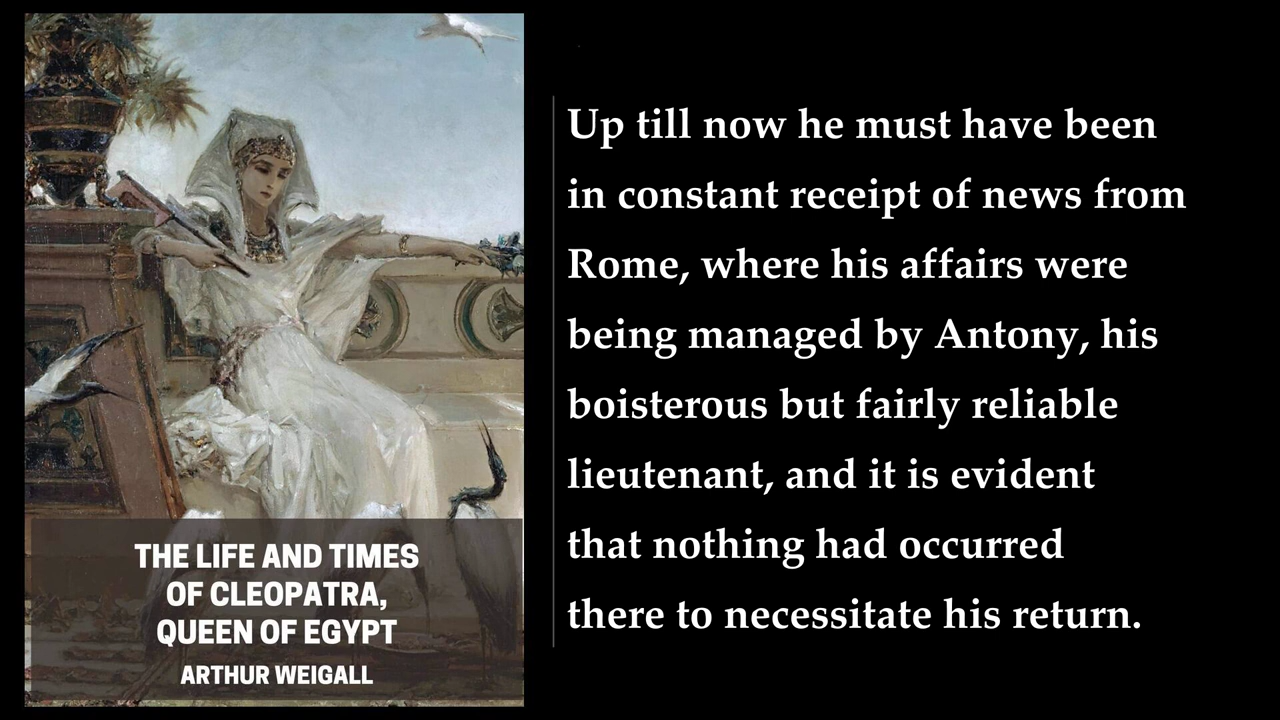 THE LIFE AND TIMES
OF CLEOPATRA,
QUEEN OF EGYPT
ARTHUR WEIGALL
Up till now he must have been
in constant receipt of news from
Rome, where his affairs were
being managed by Antony, his
boisterous but fairly reliable
lieutenant, and it is evident
that nothing had occurred
there to necessitate his return.